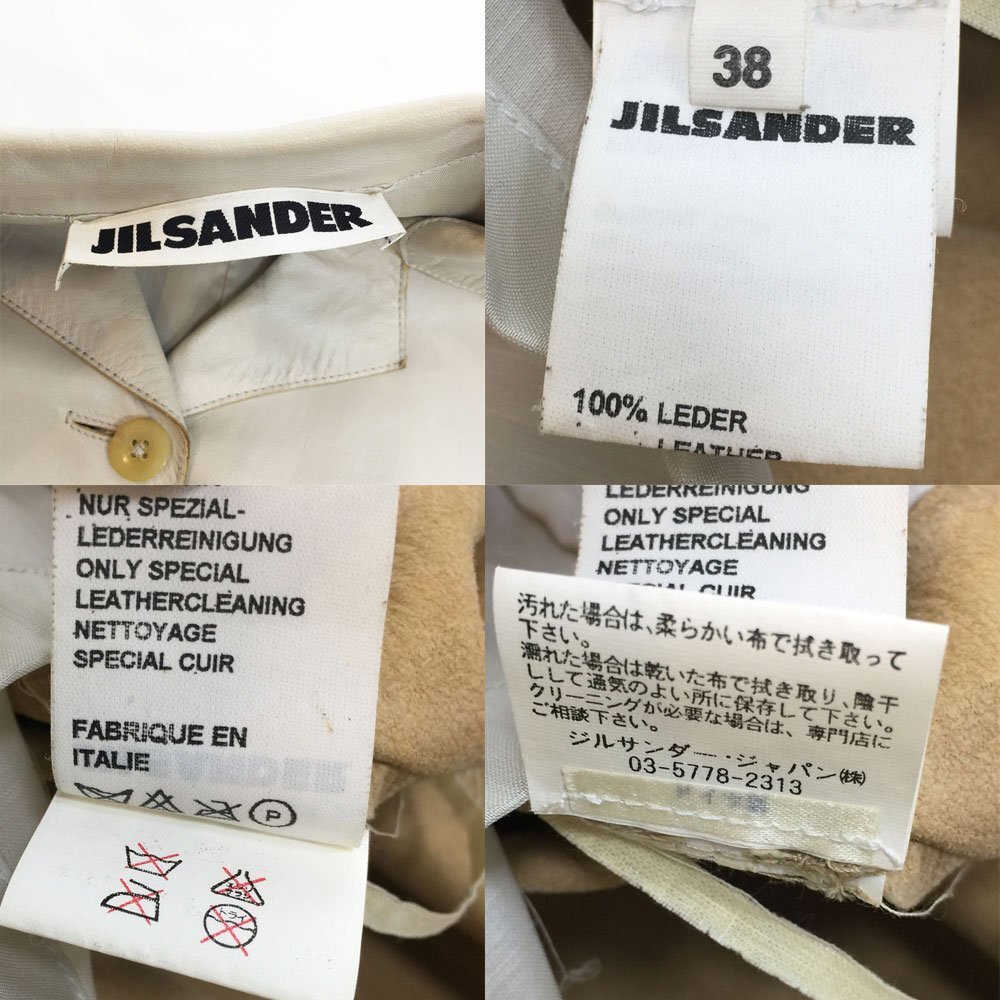 JILSANDER
38
JILSANDER
100% LEDER
LEATHER
NUR SPEZIAL-
LEDERREINIGUNG
ONLY SPECIAL
LEATHERCLEANING
NETTOYAGE
SPECIAL CUIR
FABRIQUE EN
ITALIE
P
LEDERREINIGUNG
ONLY SPECIAL
LEATHERCLEANING
NETTOYAGE
SPECIAL CUIR
汚れた場合は、柔らかい布で拭き取って
下さい。
濡れた場合は乾いた布で拭き取り、陰干
しして通気のよい所に保存して下さい。
クリーニングが必要な場合は、専門店に
ご相談下さい。
ジルサンダー・ジャパン㈱
03-5778-2313